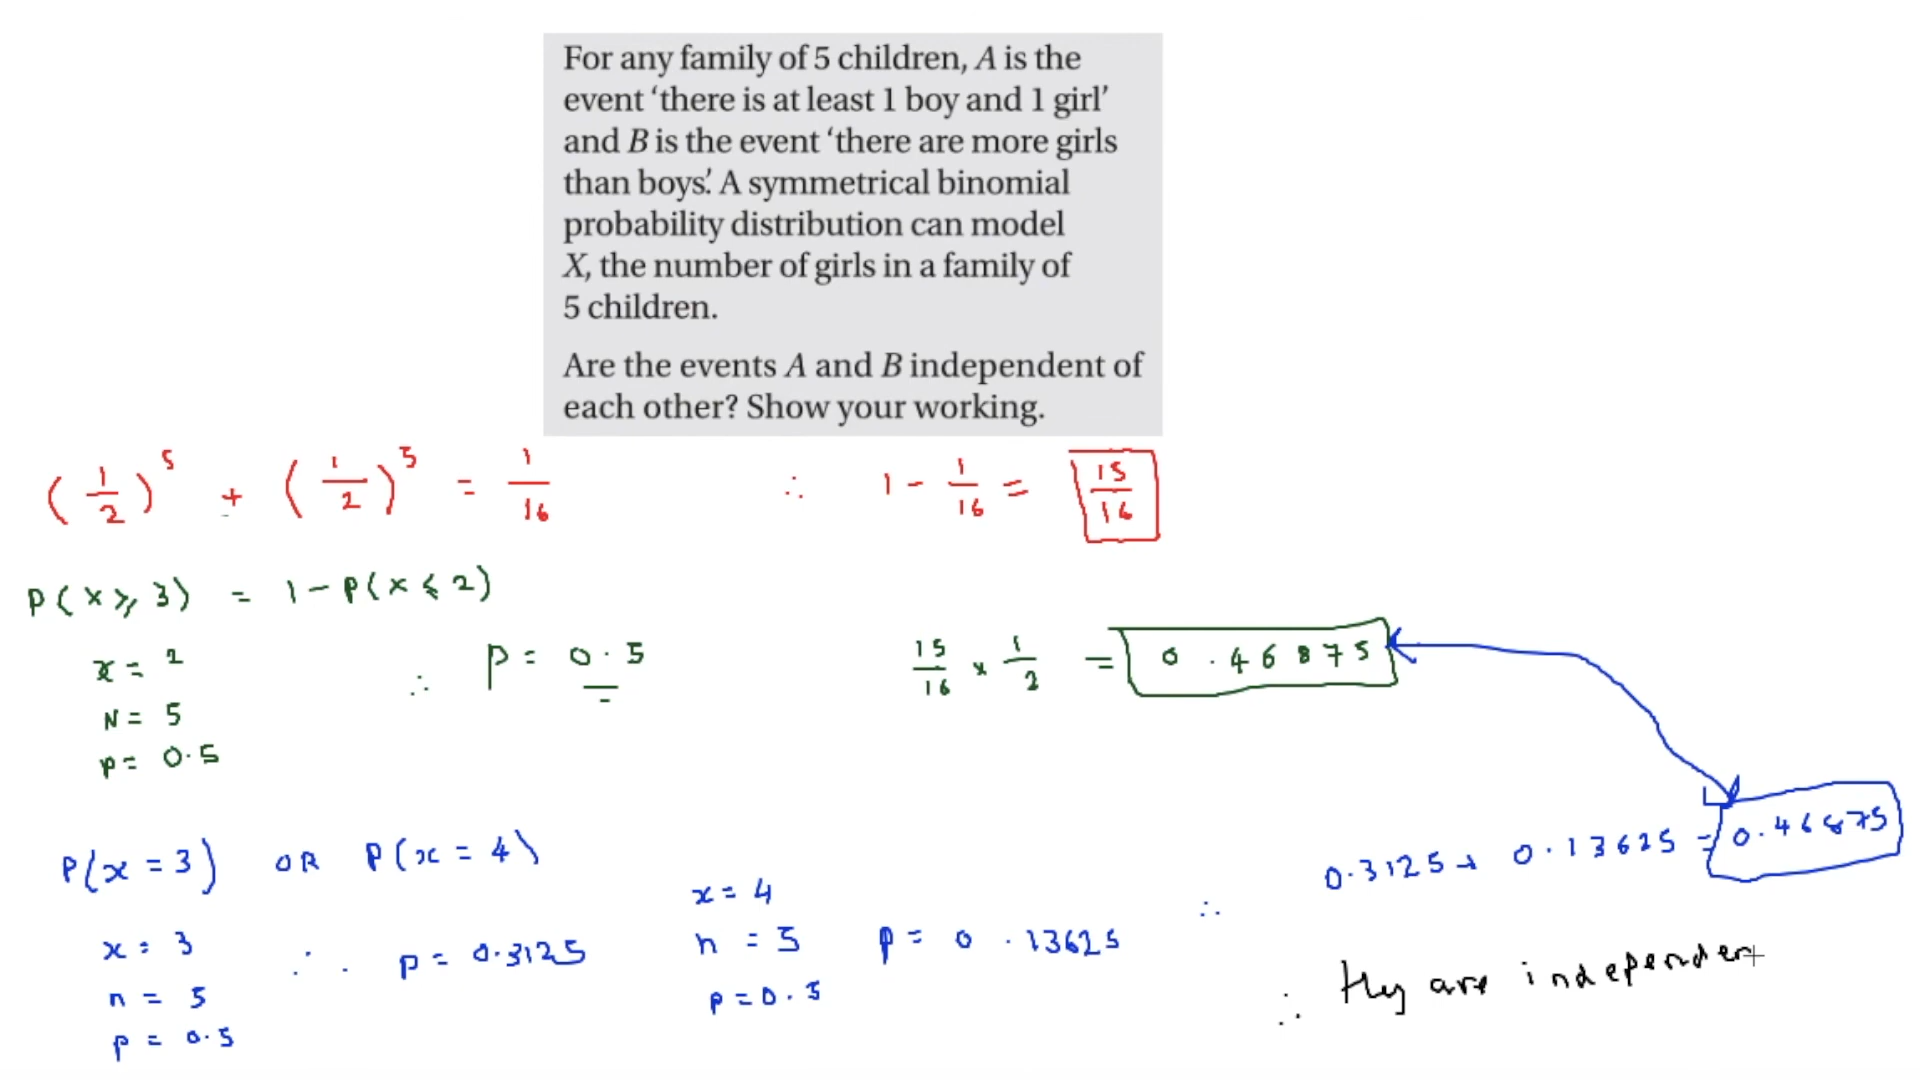 For any family of 5 children, A is the
event ‘there is at least 1 boy and 1 girl’
and B is the event ‘there are more girls
than boys’. A symmetrical binomial
probability distribution can model
X, the number of girls in a family of
5 children.
Are the events A and B independent of
each other? Show your working.
(1/2)^5 + (1/2)^5 = 1/16 ∴ 1 - 1/16 = 15/16
P(X ≥ 3) = 1 - P(X ≤ 2)
x = 2
N = 5
p = 0.5
∴ P = 0.5
15/16 × 1/2 = 0.46875
P(x = 3) OR P(x = 4)
x = 3
n = 5
p = 0.5
∴ P = 0.3125
x = 4
n = 5
p = 0.5
P = 0.13625
∴ 0.3125 + 0.13625 = 0.46875
∴ they are independent